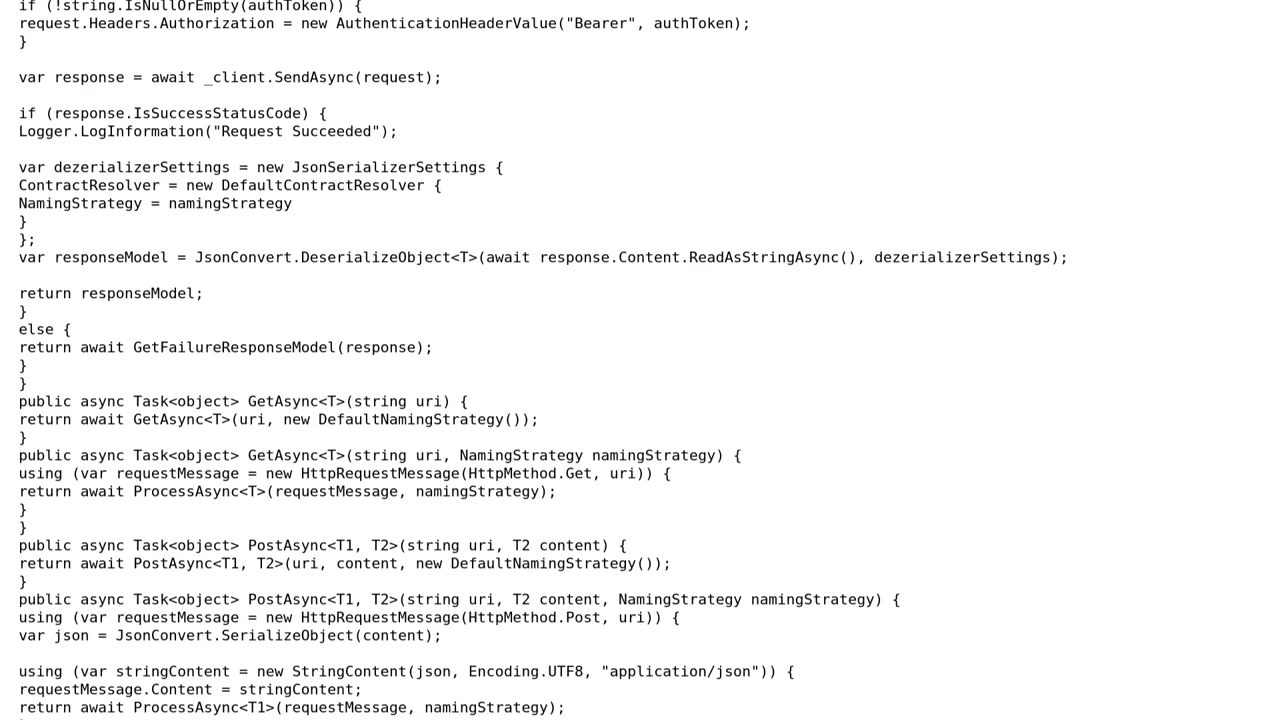 if (!string.IsNullOrEmpty(authToken)) {
request.Headers.Authorization = new AuthenticationHeaderValue("Bearer", authToken);
}
var response = await _client.SendAsync(request);
if (response.IsSuccessStatusCode) {
Logger.LogInformation("Request Succeeded");
var dezerializerSettings = new JsonSerializerSettings {
ContractResolver = new DefaultContractResolver {
NamingStrategy = namingStrategy
}
};
var responseModel = JsonConvert.DeserializeObject<T>(await response.Content.ReadAsStringAsync(), dezerializerSettings);
return responseModel;
}
else {
return await GetFailureResponseModel(response);
}
}
public async Task<object> GetAsync<T>(string uri) {
return await GetAsync<T>(uri, new DefaultNamingStrategy());
}
public async Task<object> GetAsync<T>(string uri, NamingStrategy namingStrategy) {
using (var requestMessage = new HttpRequestMessage(HttpMethod.Get, uri)) {
return await ProcessAsync<T>(requestMessage, namingStrategy);
}
}
public async Task<object> PostAsync<T1, T2>(string uri, T2 content) {
return await PostAsync<T1, T2>(uri, content, new DefaultNamingStrategy());
}
public async Task<object> PostAsync<T1, T2>(string uri, T2 content, NamingStrategy namingStrategy) {
using (var requestMessage = new HttpRequestMessage(HttpMethod.Post, uri)) {
var json = JsonConvert.SerializeObject(content);
using (var stringContent = new StringContent(json, Encoding.UTF8, "application/json")) {
requestMessage.Content = stringContent;
return await ProcessAsync<T1>(requestMessage, namingStrategy);